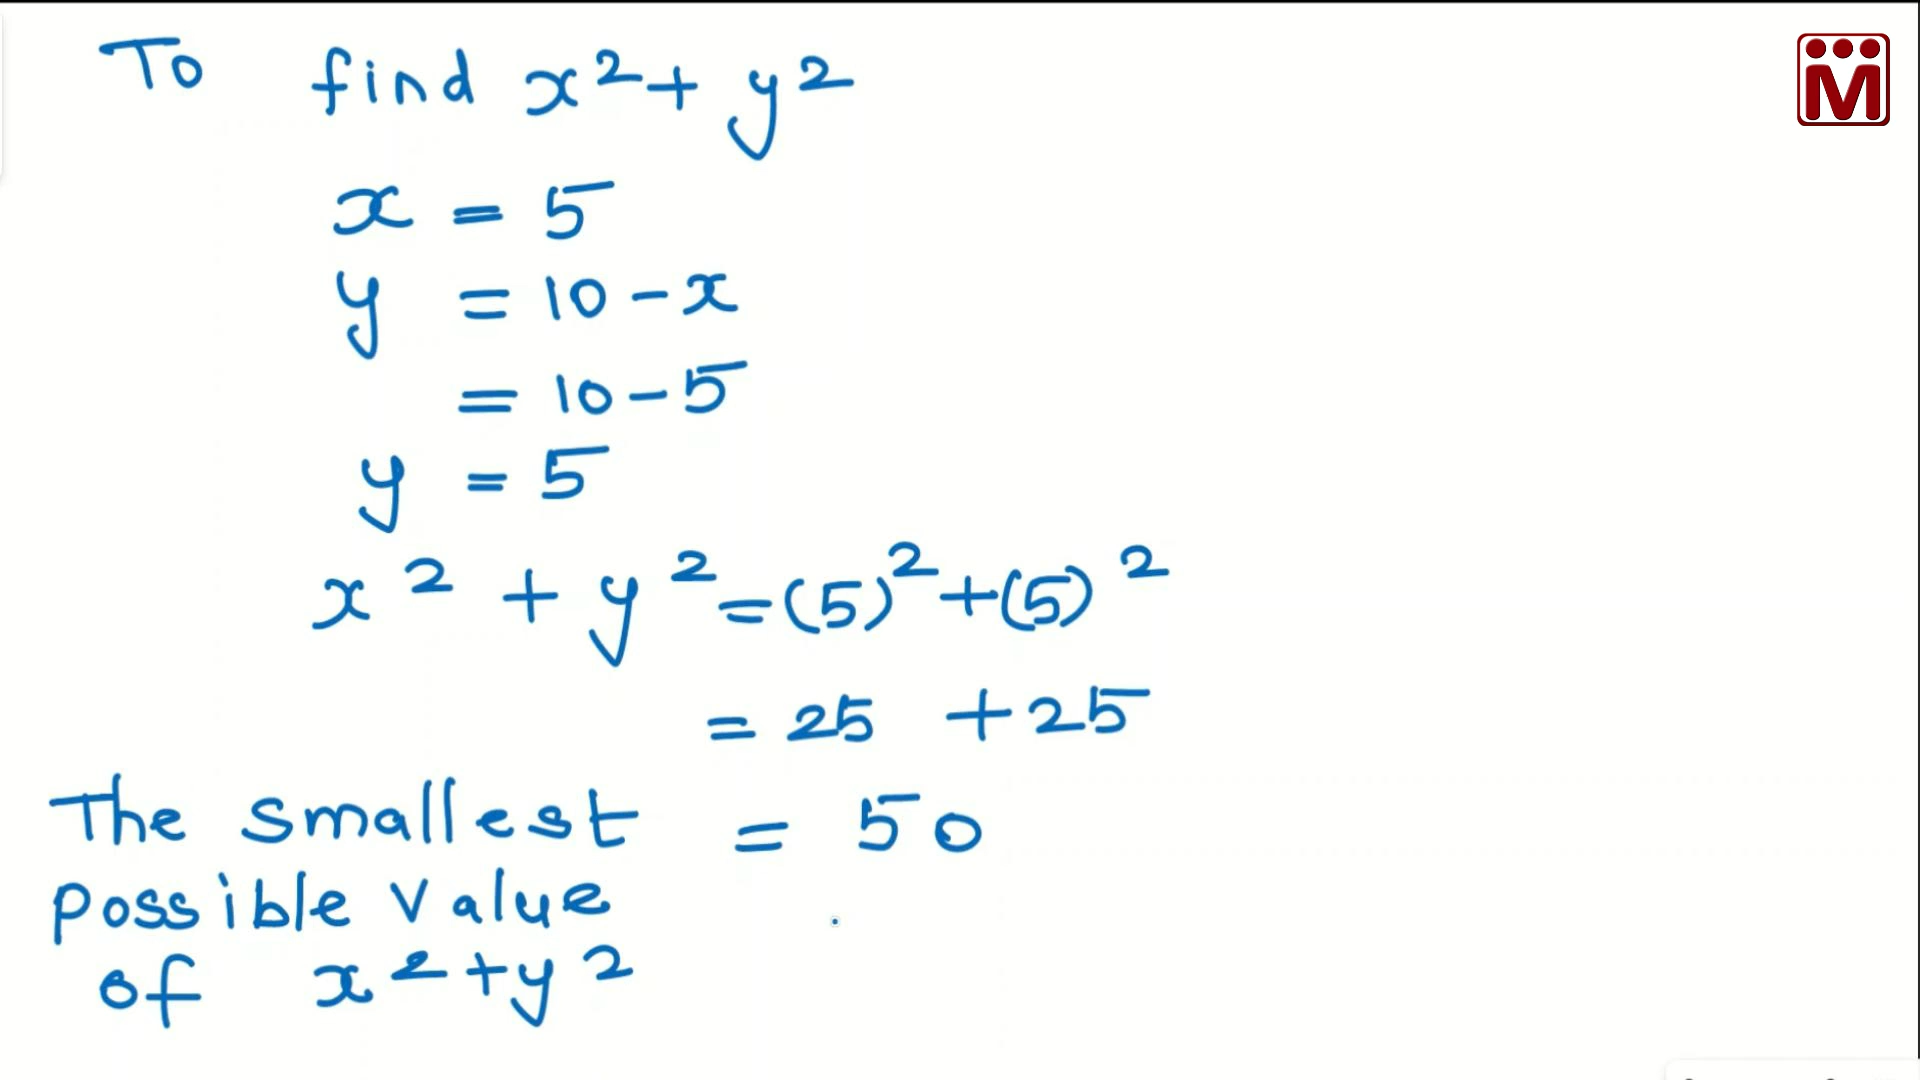 To find x² + y²
x = 5
y = 10 - x
= 10 - 5
y = 5
x² + y² = (5)² + (5)²
= 25 + 25
The smallest = 50
possible value
of x² + y²
M